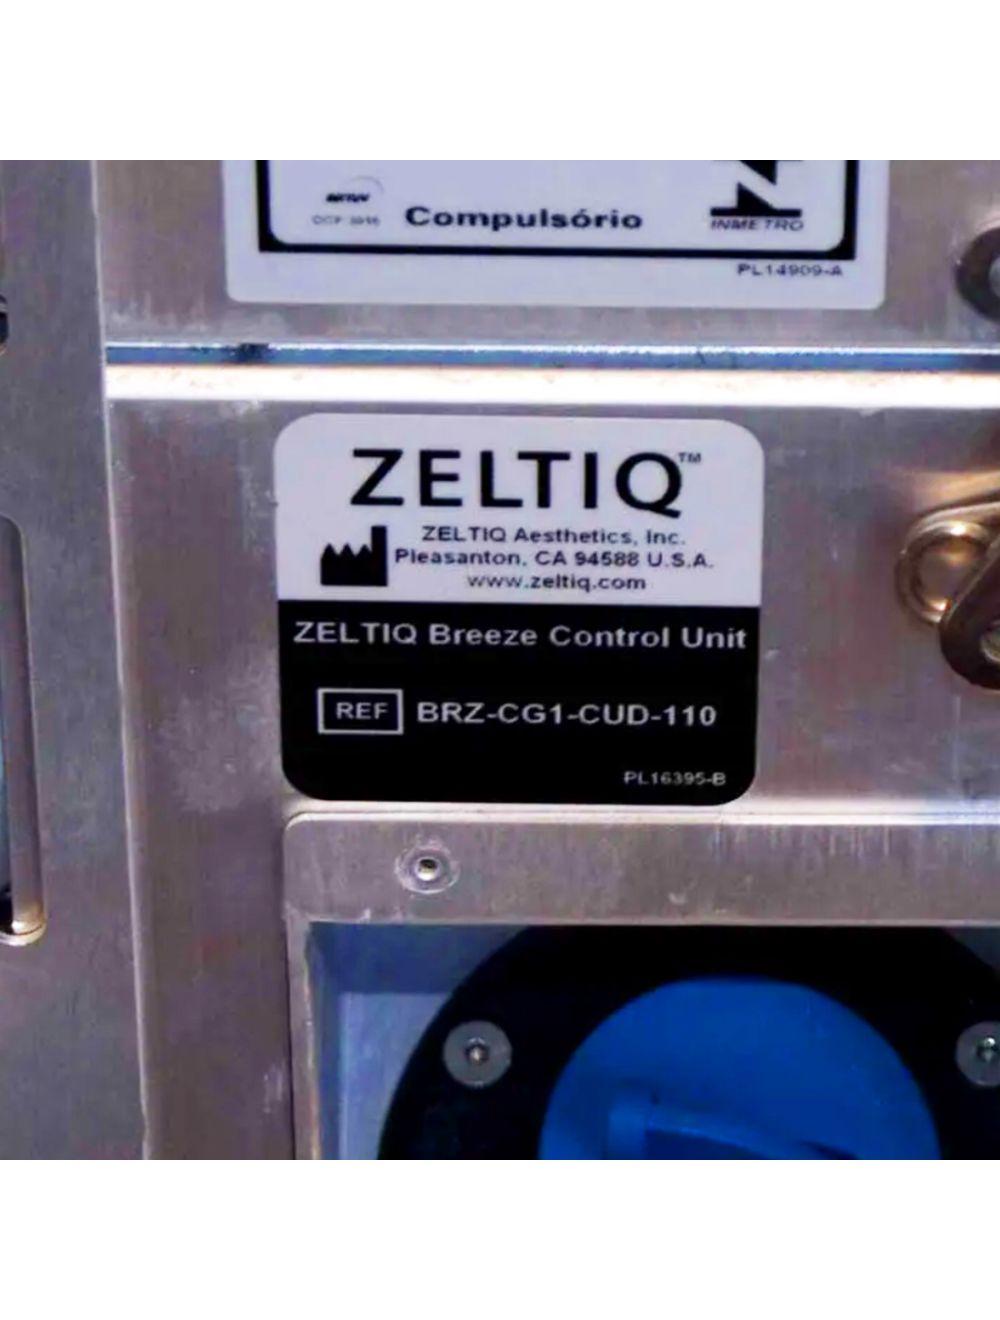 Compulsório
INMETRO
PL14909-A
ZELTIQ™
ZELTIQ Aesthetics, Inc.
Pleasanton, CA 94588 U.S.A.
www.zeltiq.com
ZELTIQ Breeze Control Unit
REF BRZ-CG1-CUD-110
PL16395-B